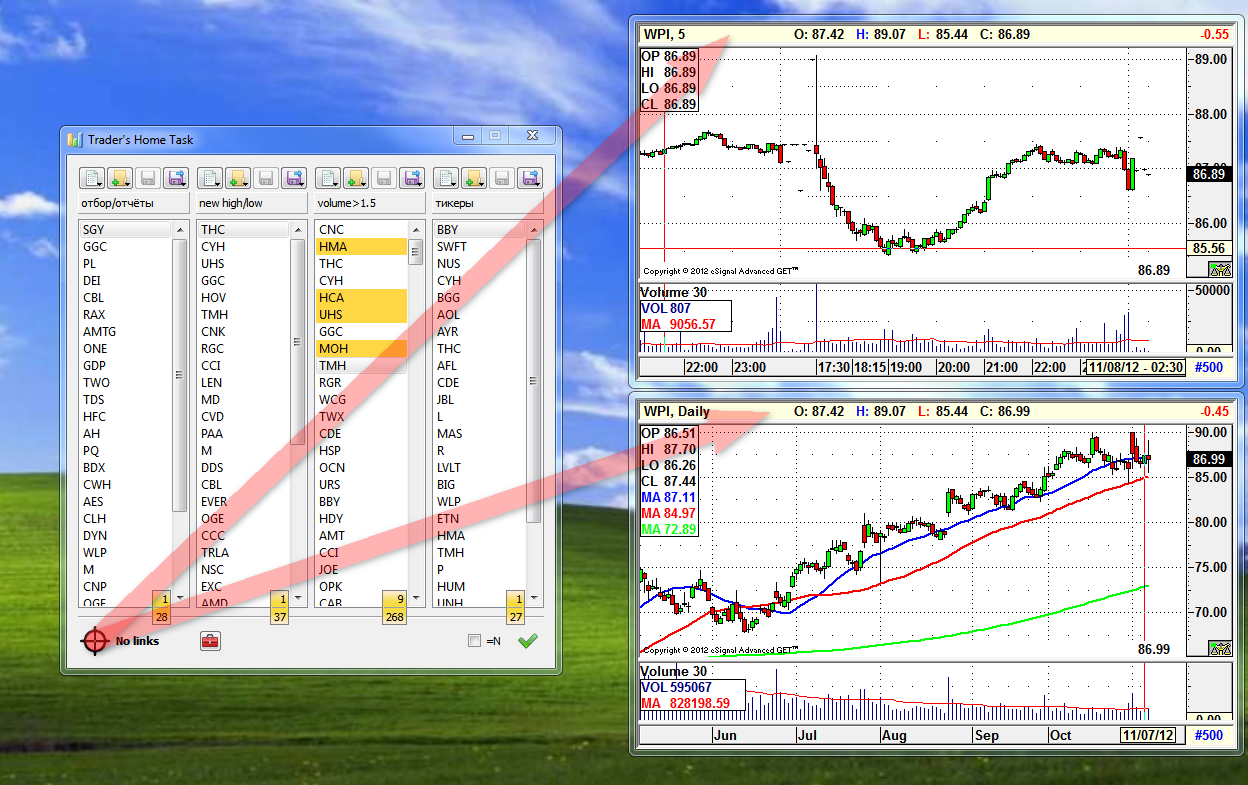 Trader's Home Task
отбор/отчёты
new high/low
volume>1.5
тикеры
SGY
GGC
PL
DEI
CBL
RAX
AMTG
ONE
GDP
TWO
TDS
HFC
AH
PQ
BDX
CWH
AES
CLH
DYN
WLP
M
CNP
OGE
1
28
THC
CYH
UHS
GGC
HOV
TMH
CNK
RGC
CCI
LEN
MD
CVD
PAA
M
DDS
CBL
EVER
OGE
CCC
TRLA
NSC
EXC
AMD
1
37
CNC
HMA
THC
CYH
HCA
UHS
GGC
MOH
TMH
RGR
WCG
TWX
CDE
HSP
OCN
URS
BBY
HDY
AMT
CCI
JOE
OPK
CAB
9
268
BBY
SWFT
NUS
CYH
BGG
AOL
AYR
THC
AFL
CDE
JBL
L
MAS
R
LVLT
BIG
WLP
ETN
HMA
TMH
P
HUM
UNH
1
27
No links
=N
WPI, 5 O: 87.42 H: 89.07 L: 85.44 C: 86.89 -0.55
OP 86.89
HI 86.89
LO 86.89
CL 86.89
89.00
88.00
87.00
86.89
86.00
85.56
Copyright © 2012 eSignal Advanced GET™
86.89
Volume 30
VOL 807
MA 9056.57
50000
0.00
22:00 23:00 17:30 18:15 19:00 20:00 21:00 22:00 11/08/12 - 02:30 #500
WPI, Daily O: 87.42 H: 89.07 L: 85.44 C: 86.99 -0.45
OP 86.51
HI 87.70
LO 86.26
CL 87.44
MA 87.11
MA 84.97
MA 72.89
90.00
86.99
85.00
80.00
75.00
70.00
Copyright © 2012 eSignal Advanced GET™
86.99
Volume 30
VOL 595067
MA 828198.59
0.00
Jun Jul Aug Sep Oct 11/07/12 #500